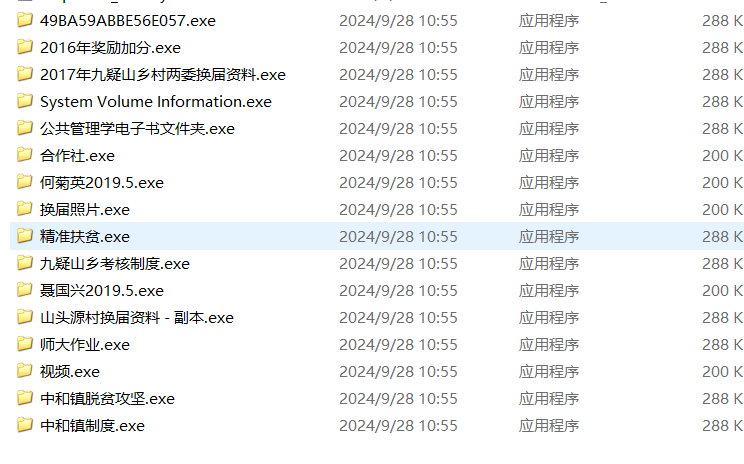 49BA59ABBE56E057.exe 2024/9/28 10:55 应用程序 288 K
2016年奖励加分.exe 2024/9/28 10:55 应用程序 288 K
2017年九疑山乡村两委换届资料.exe 2024/9/28 10:55 应用程序 288 K
System Volume Information.exe 2024/9/28 10:55 应用程序 288 K
公共管理学电子书文件夹.exe 2024/9/28 10:55 应用程序 288 K
合作社.exe 2024/9/28 10:55 应用程序 200 K
何菊英2019.5.exe 2024/9/28 10:55 应用程序 200 K
换届照片.exe 2024/9/28 10:55 应用程序 200 K
精准扶贫.exe 2024/9/28 10:55 应用程序 288 K
九疑山乡考核制度.exe 2024/9/28 10:55 应用程序 288 K
聂国兴2019.5.exe 2024/9/28 10:55 应用程序 200 K
山头源村换届资料 - 副本.exe 2024/9/28 10:55 应用程序 288 K
师大作业.exe 2024/9/28 10:55 应用程序 288 K
视频.exe 2024/9/28 10:55 应用程序 200 K
中和镇脱贫攻坚.exe 2024/9/28 10:55 应用程序 288 K
中和镇制度.exe 2024/9/28 10:55 应用程序 288 K